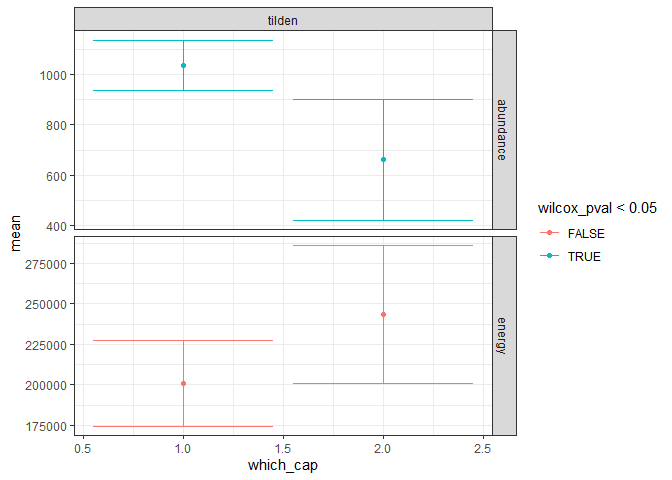 tilden
1000
800
600
400
abundance
275000
250000
225000
200000
175000
energy
mean
0.5
1.0
1.5
2.0
2.5
which_cap
wilcox_pval < 0.05
FALSE
TRUE